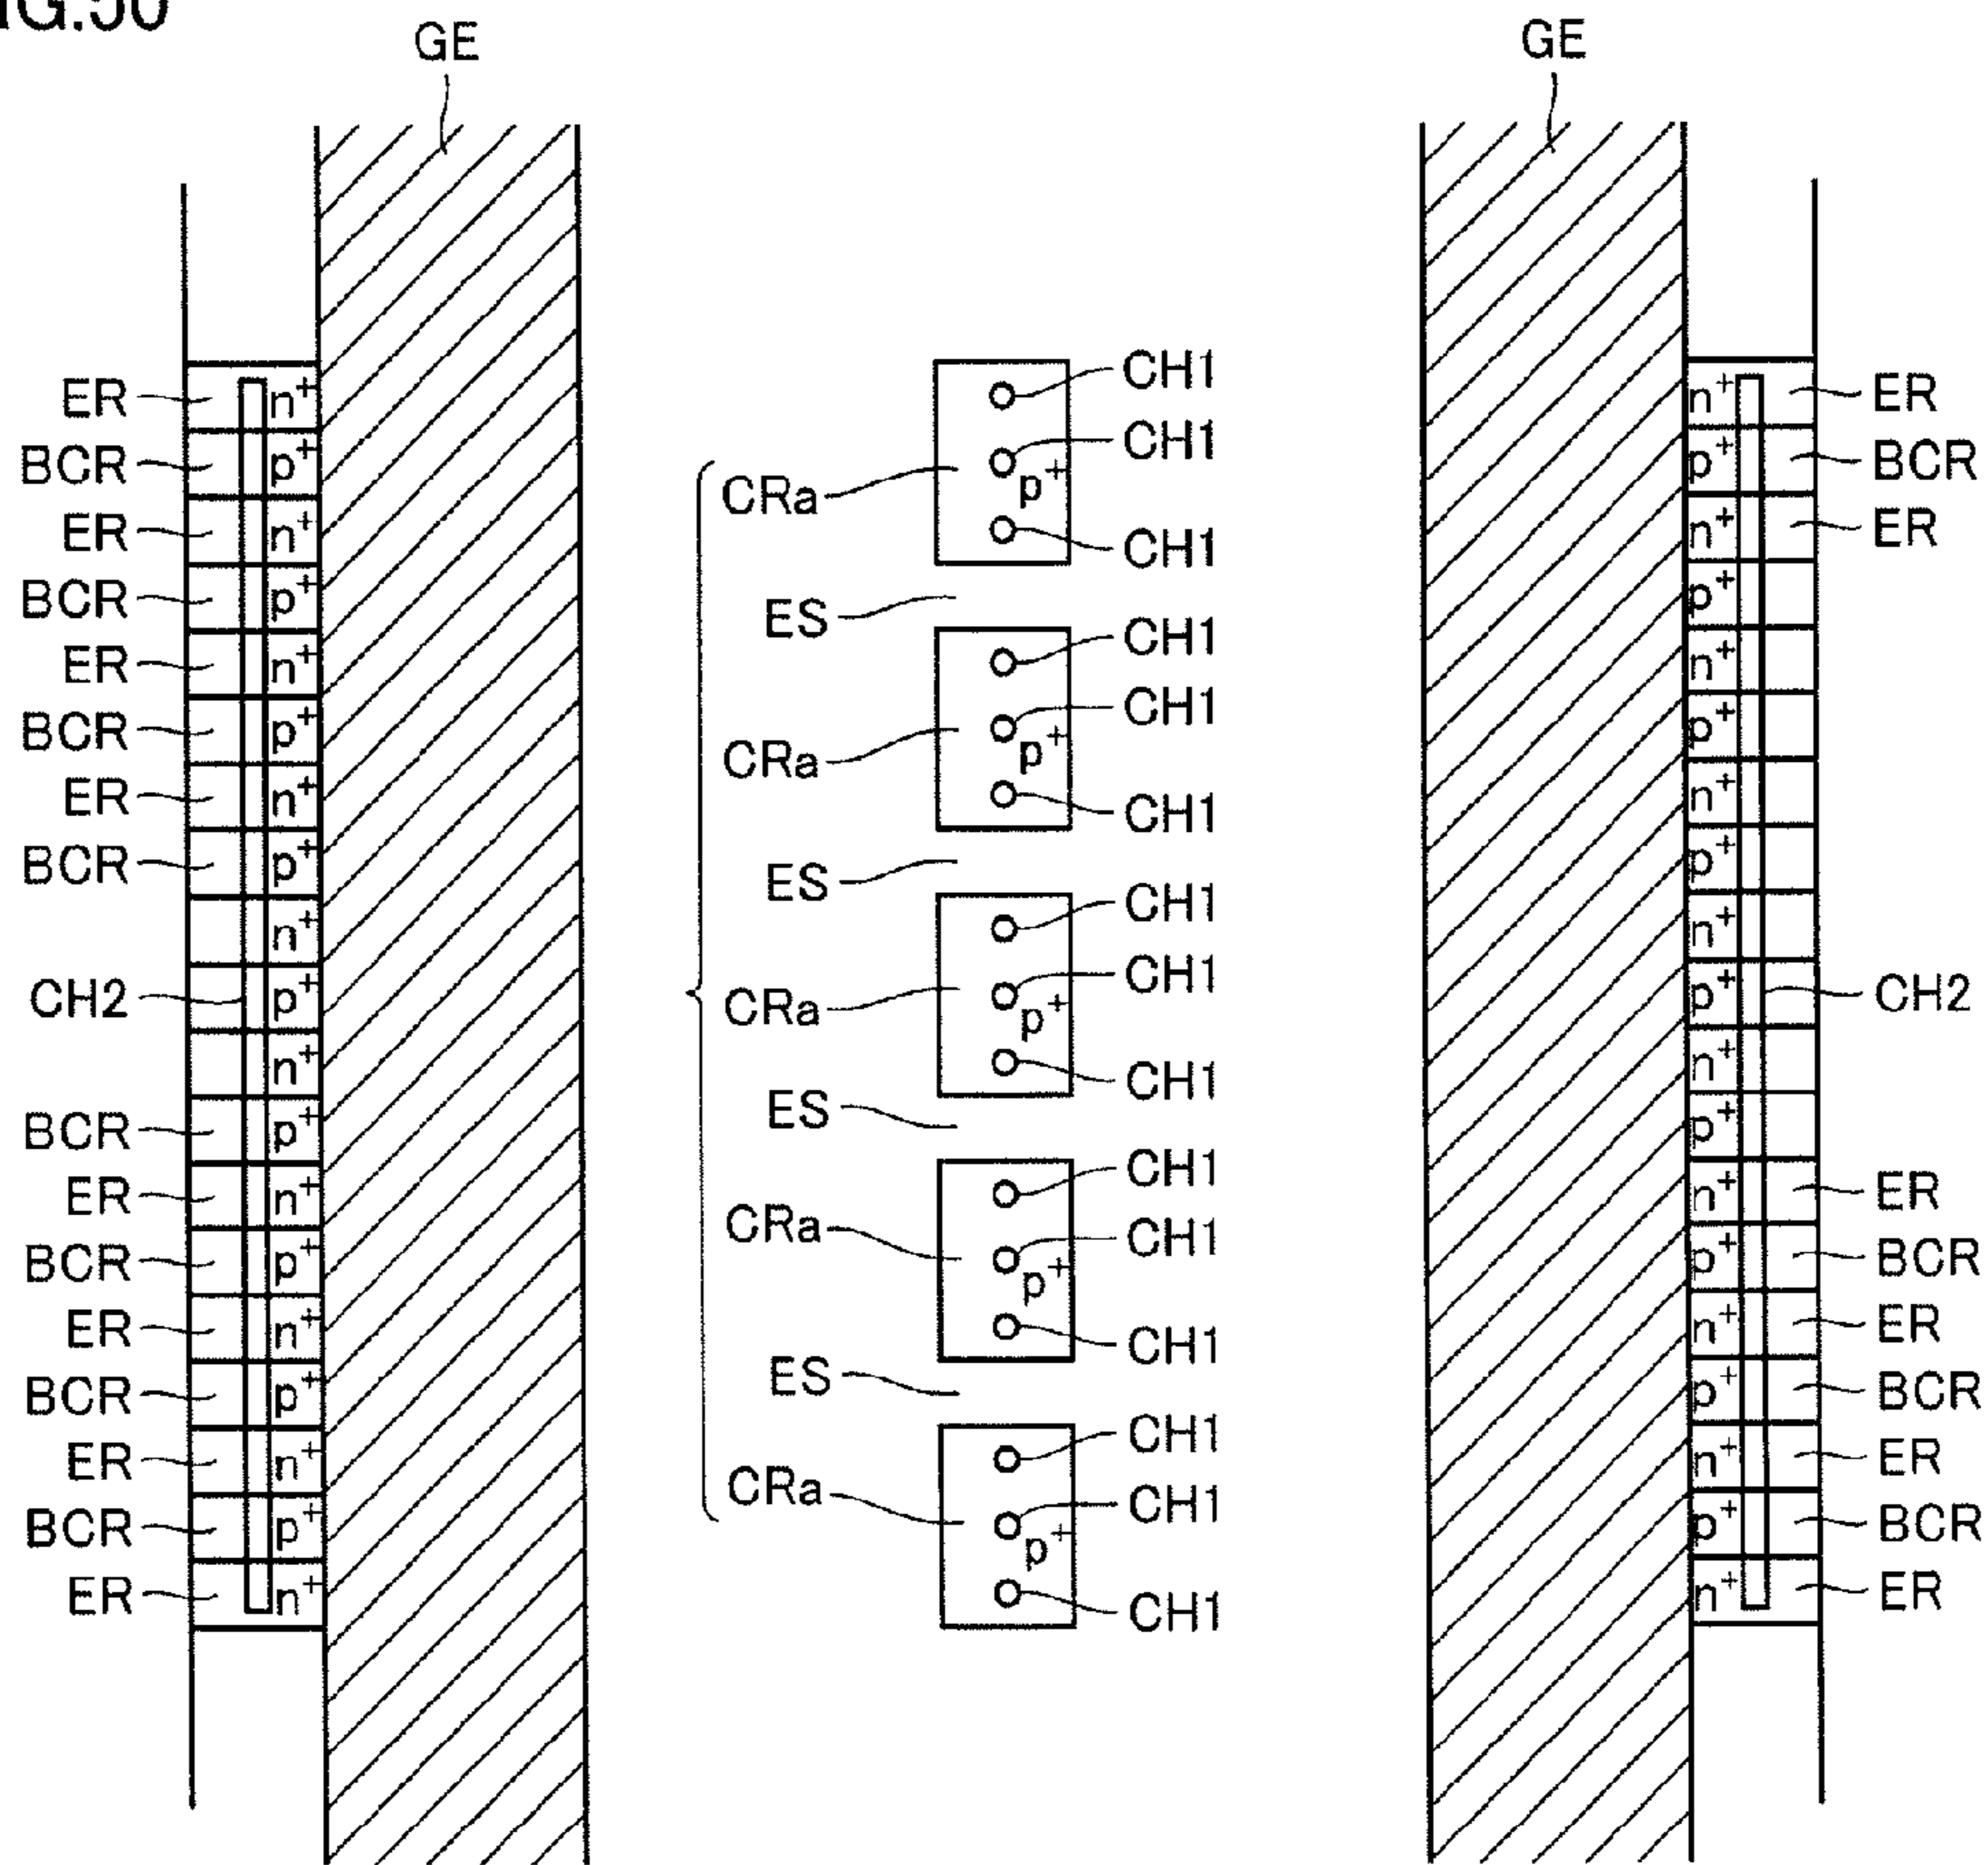 IG.50
GE GE
ER n+ CH1 n+ ER
BCR p+ CH1 p+ BCR
CRa p+
ER n+ CH1 n+ ER
BCR p+ ES p+
ER n+ CH1 n+
BCR p+ CH1 p+
CRa p+
ER n+ CH1 n+
BCR p+ ES p+
n+ CH1 n+
CH2 p+ CRa CH1 p+ p+ CH2
n+ CH1 n+
BCR p+ ES p+
ER n+ CH1 n+ ER
BCR p+ CRa CH1 p+ p+ BCR
ER n+ CH1 n+ ER
BCR p+ ES p+ BCR
ER n+ CH1 n+ ER
BCR p+ CRa CH1 p+ p+ BCR
ER n+ CH1 n+ ER